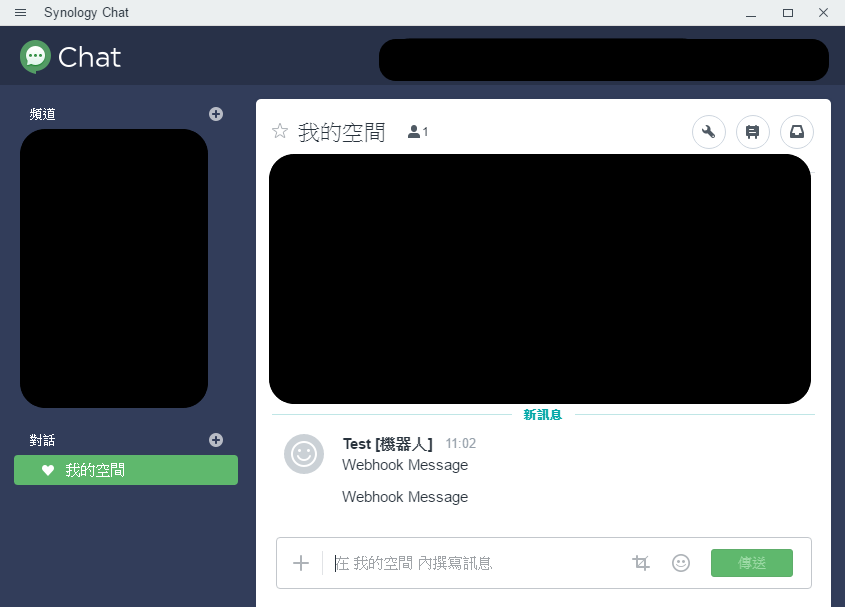 Synology Chat
Chat
頻道
我的空間 1
新訊息
Test [機器人] 11:02
Webhook Message
Webhook Message
對話
我的空間
在 我的空間 內撰寫訊息
傳送